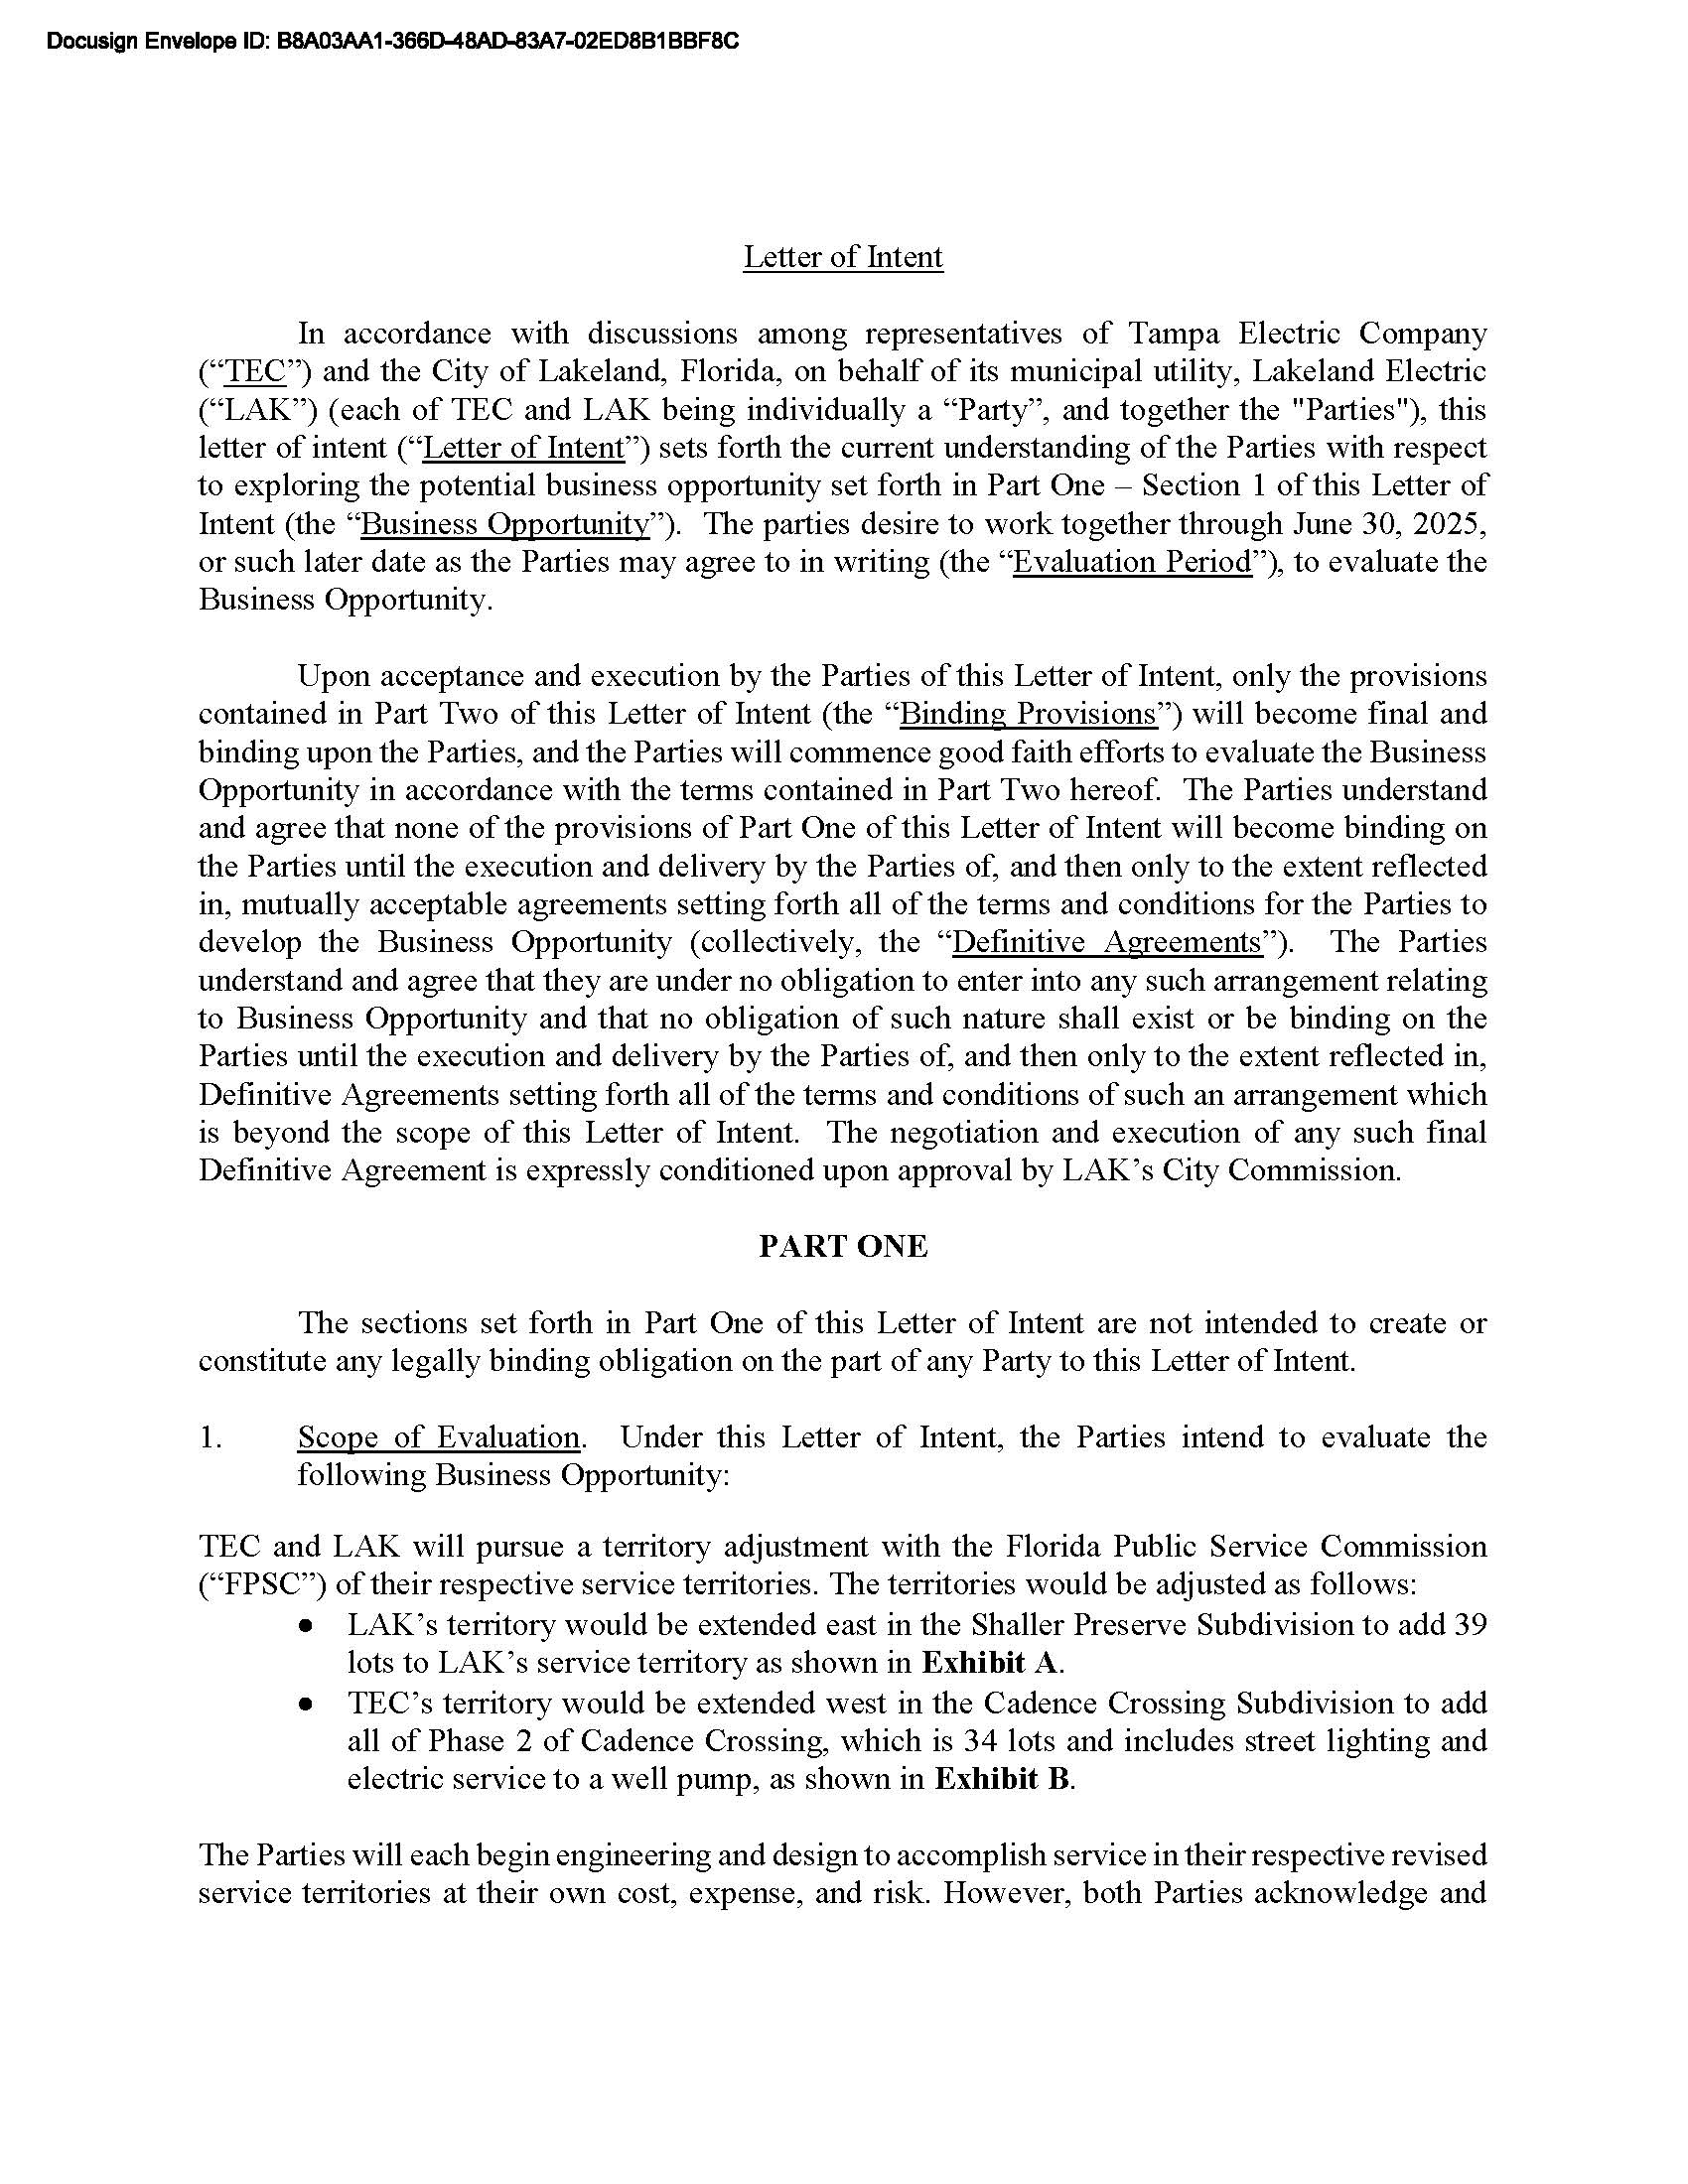 Docusign Envelope ID: B8A03AA1-366D-48AD-83A7-02ED8B1BBF8C
Letter of Intent
In accordance with discussions among representatives of Tampa Electric Company
(“TEC”) and the City of Lakeland, Florida, on behalf of its municipal utility, Lakeland Electric
(“LAK”) (each of TEC and LAK being individually a “Party”, and together the "Parties"), this
letter of intent (“Letter of Intent”) sets forth the current understanding of the Parties with respect
to exploring the potential business opportunity set forth in Part One – Section 1 of this Letter of
Intent (the “Business Opportunity”). The parties desire to work together through June 30, 2025,
or such later date as the Parties may agree to in writing (the “Evaluation Period”), to evaluate the
Business Opportunity.
Upon acceptance and execution by the Parties of this Letter of Intent, only the provisions
contained in Part Two of this Letter of Intent (the “Binding Provisions”) will become final and
binding upon the Parties, and the Parties will commence good faith efforts to evaluate the Business
Opportunity in accordance with the terms contained in Part Two hereof. The Parties understand
and agree that none of the provisions of Part One of this Letter of Intent will become binding on
the Parties until the execution and delivery by the Parties of, and then only to the extent reflected
in, mutually acceptable agreements setting forth all of the terms and conditions for the Parties to
develop the Business Opportunity (collectively, the “Definitive Agreements”). The Parties
understand and agree that they are under no obligation to enter into any such arrangement relating
to Business Opportunity and that no obligation of such nature shall exist or be binding on the
Parties until the execution and delivery by the Parties of, and then only to the extent reflected in,
Definitive Agreements setting forth all of the terms and conditions of such an arrangement which
is beyond the scope of this Letter of Intent. The negotiation and execution of any such final
Definitive Agreement is expressly conditioned upon approval by LAK’s City Commission.
PART ONE
The sections set forth in Part One of this Letter of Intent are not intended to create or
constitute any legally binding obligation on the part of any Party to this Letter of Intent.
1. Scope of Evaluation. Under this Letter of Intent, the Parties intend to evaluate the
following Business Opportunity:
TEC and LAK will pursue a territory adjustment with the Florida Public Service Commission
(“FPSC”) of their respective service territories. The territories would be adjusted as follows:
● LAK’s territory would be extended east in the Shaller Preserve Subdivision to add 39
lots to LAK’s service territory as shown in Exhibit A.
● TEC’s territory would be extended west in the Cadence Crossing Subdivision to add
all of Phase 2 of Cadence Crossing, which is 34 lots and includes street lighting and
electric service to a well pump, as shown in Exhibit B.
The Parties will each begin engineering and design to accomplish service in their respective revised
service territories at their own cost, expense, and risk. However, both Parties acknowledge and